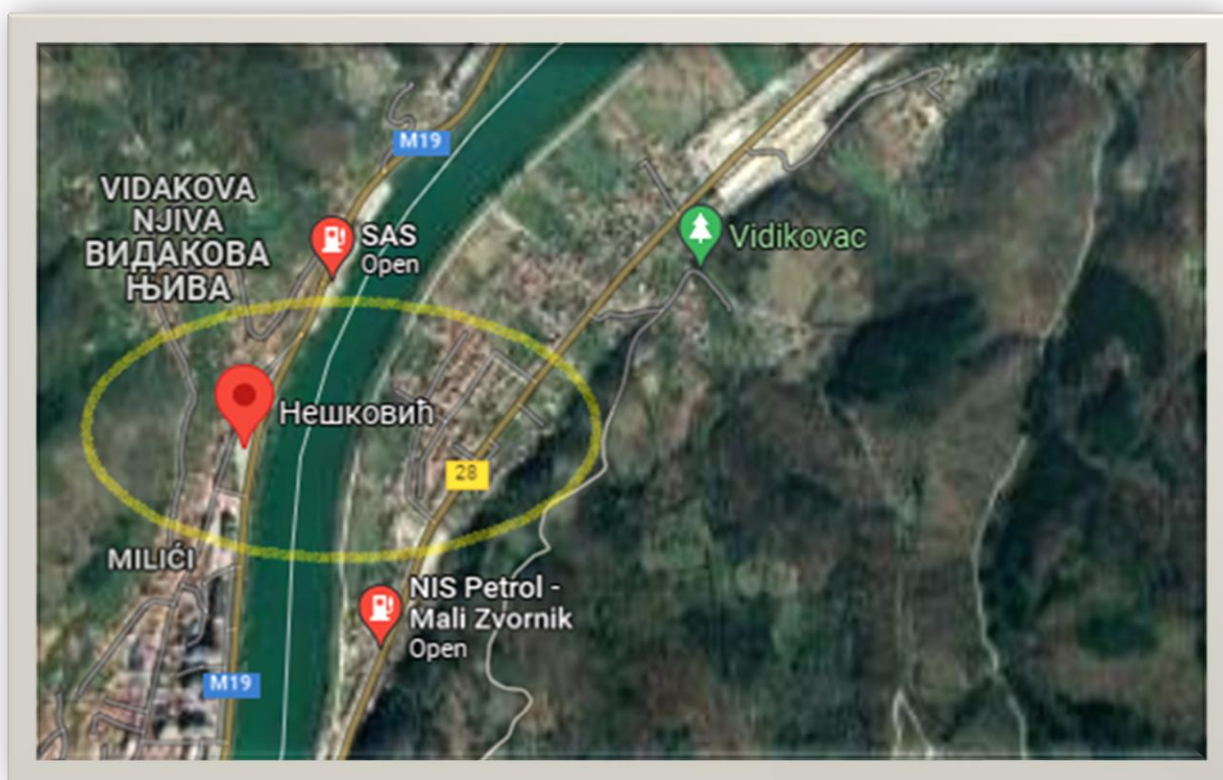 M19
VIDAKOVA
NJIVA
ВИДАКОВА
ЊИВА
SAS
Open
Vidikovac
Нешковић
28
MILIĆI
NIS Petrol -
Mali Zvornik
Open
M19